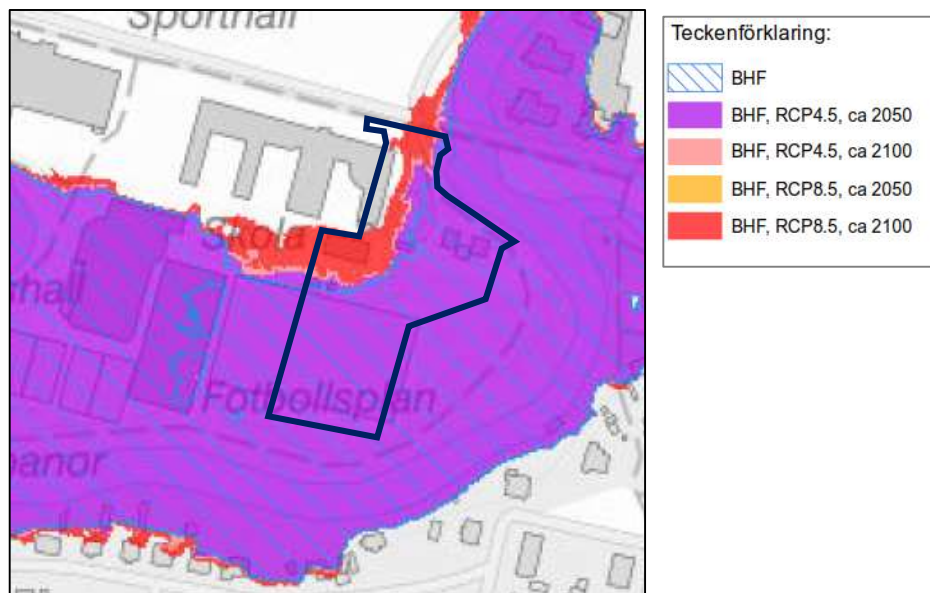 Sporthall
Skola
Fotbollsplan
Teckenförklaring:
BHF
BHF, RCP4.5, ca 2050
BHF, RCP4.5, ca 2100
BHF, RCP8.5, ca 2050
BHF, RCP8.5, ca 2100